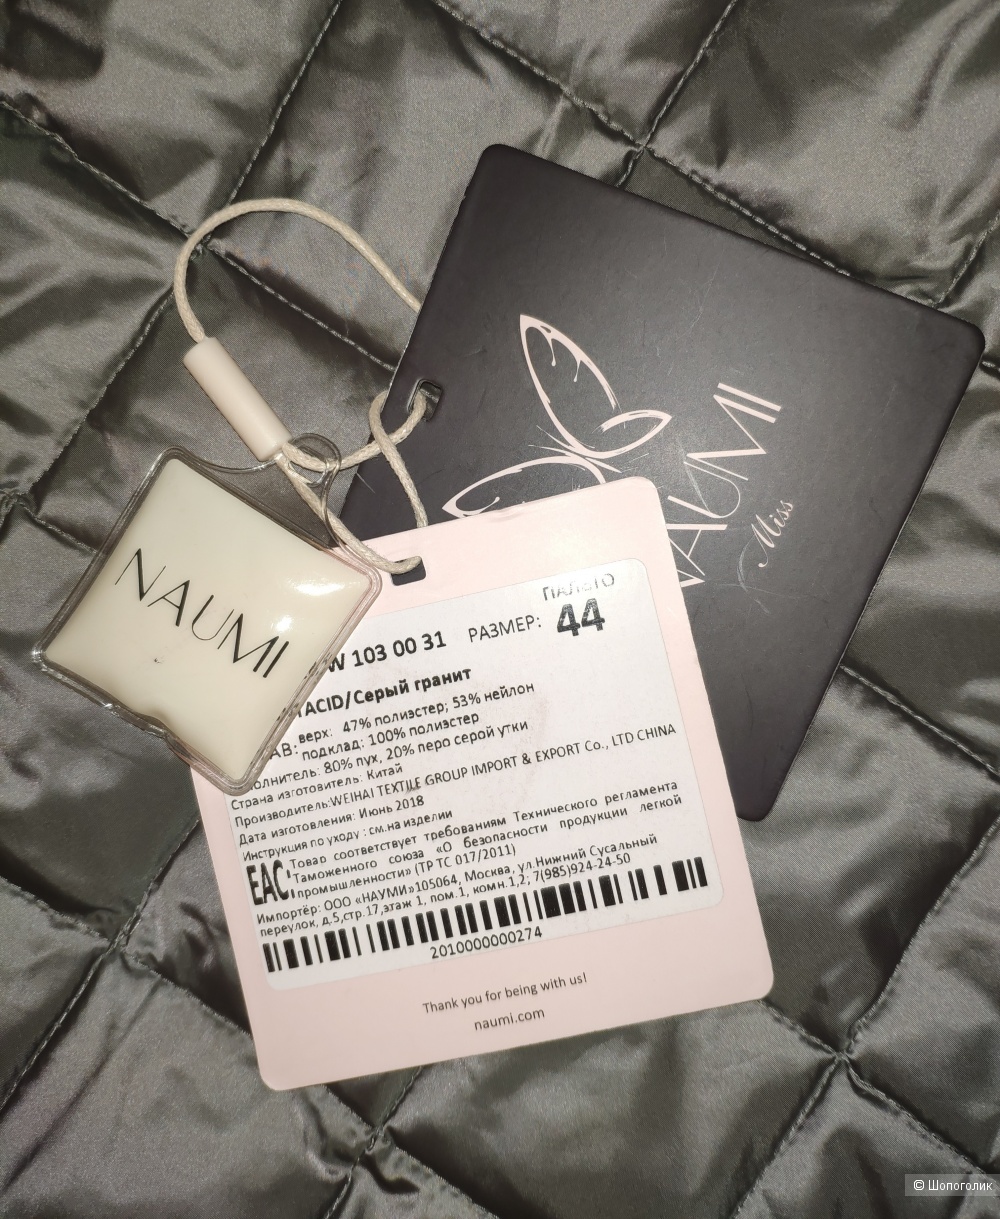 NAUMI
Miss
NAUMI
ПАЛЬТО
W 103 00 31 РАЗМЕР: 44
ACID/Серый гранит
верх: 47% полиэстер; 53% нейлон
АВ: подклад: 100% полиэстер
олнитель: 80% пух, 20% перо серой утки
Страна изготовитель: Китай
Производитель:WEIHAI TEXTILE GROUP IMPORT & EXPORT Co., LTD CHINA
Дата изготовления: Июнь 2018
Инструкция по уходу : см.на изделии
EAC Товар соответствует требованиям Технического регламента
Таможенного союза «О безопасности продукции легкой
промышленности» (ТР ТС 017/2011)
Импортёр: ООО «НАУМИ»105064, Москва, ул.Нижний Сусальный
переулок, д.5,стр.17,этаж 1, пом.1, комн.1,2; 7(985)924-24-50
2010000000274
Thank you for being with us!
naumi.com
© Шопоголик